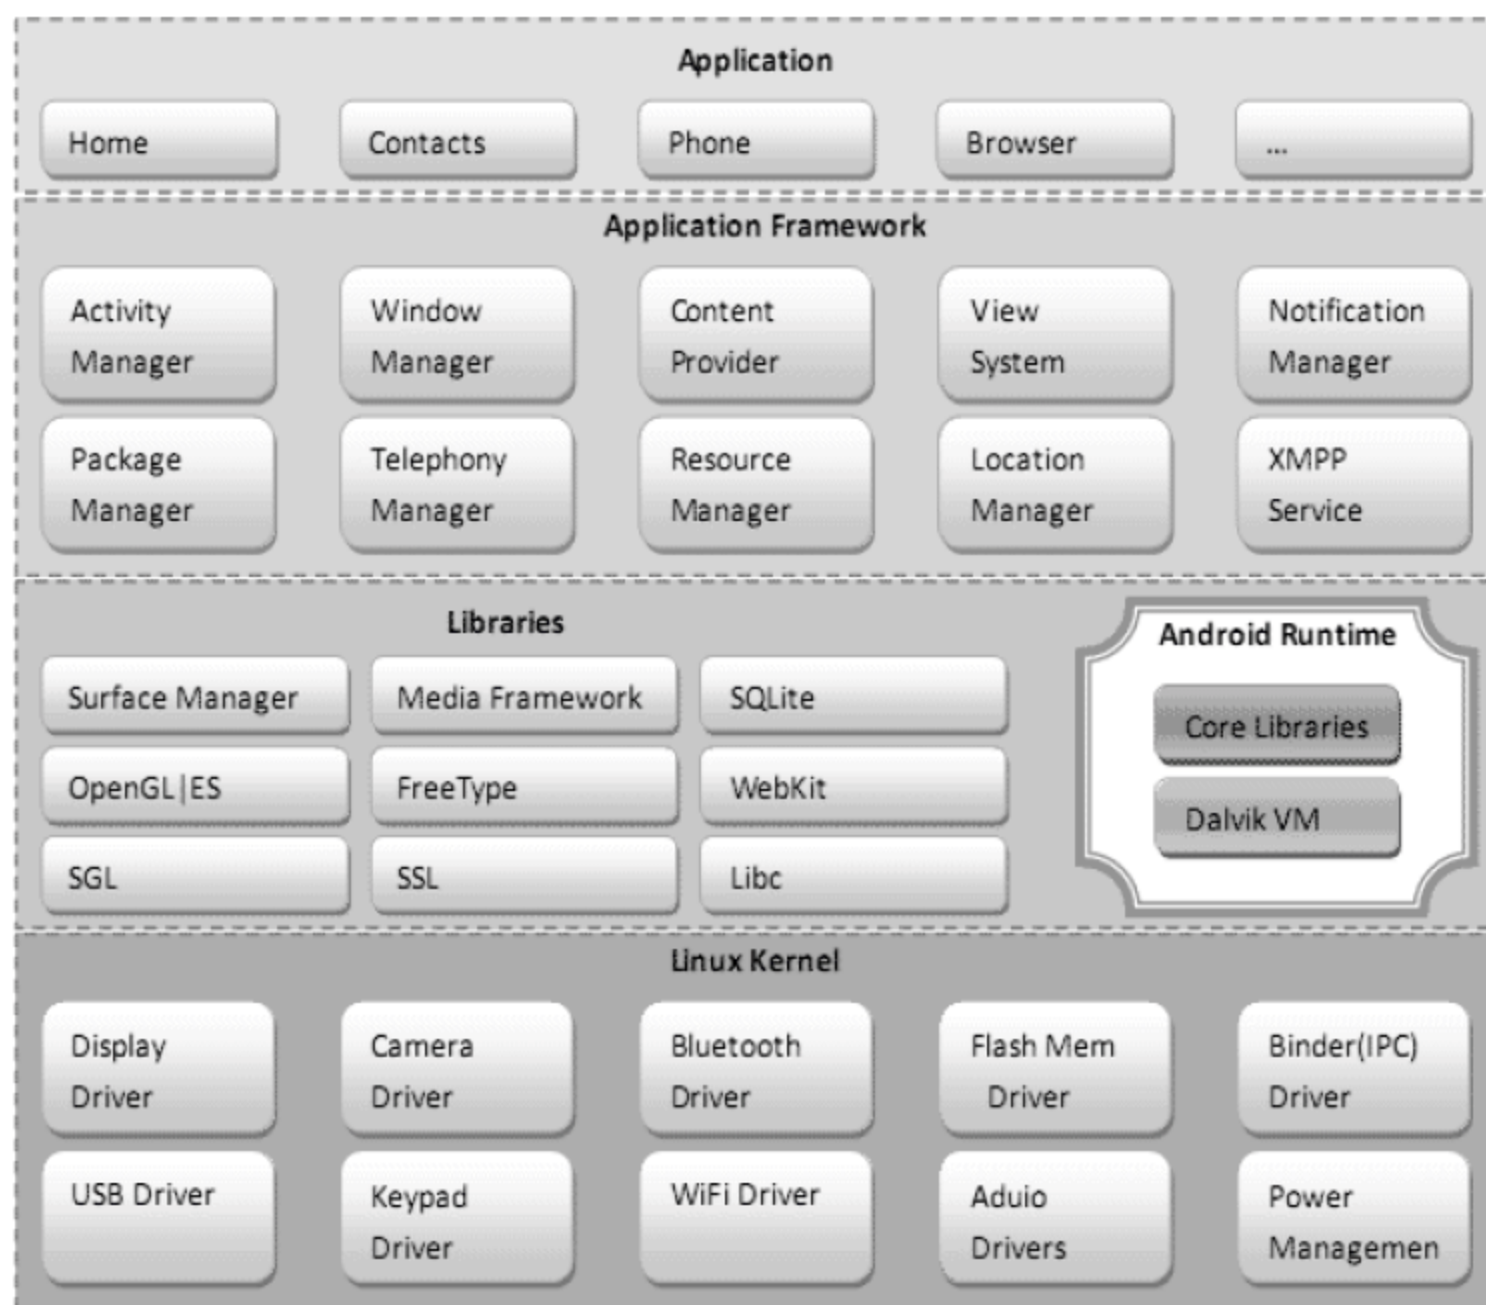 Application
Home
Contacts
Phone
Browser
...
Application Framework
Activity
Manager
Window
Manager
Content
Provider
View
System
Notification
Manager
Package
Manager
Telephony
Manager
Resource
Manager
Location
Manager
XMPP
Service
Libraries
Surface Manager
Media Framework
SQLite
OpenGL|ES
FreeType
WebKit
SGL
SSL
Libc
Android Runtime
Core Libraries
Dalvik VM
Linux Kernel
Display
Driver
Camera
Driver
Bluetooth
Driver
Flash Mem
Driver
Binder(IPC)
Driver
USB Driver
Keypad
Driver
WiFi Driver
Aduio
Drivers
Power
Managemen